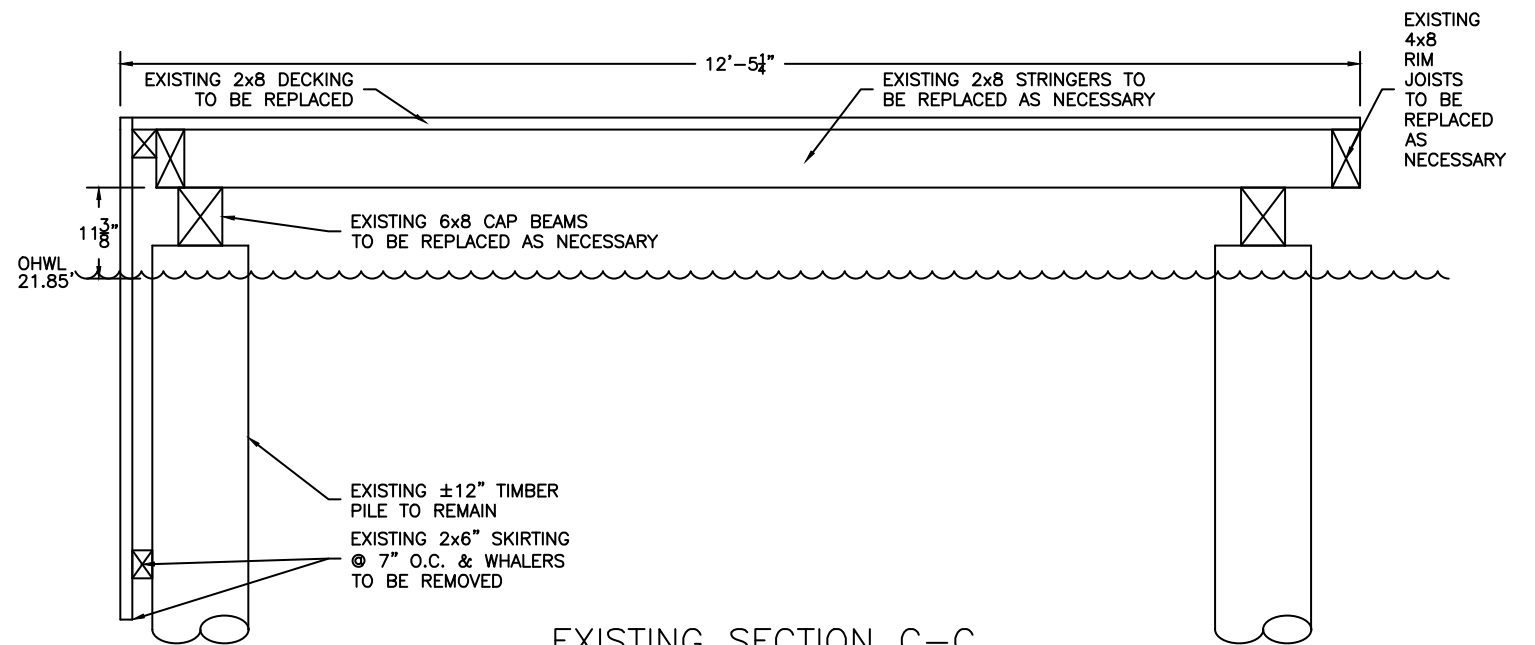 12'-5¼"
EXISTING 2x8 DECKING
TO BE REPLACED
EXISTING 2x8 STRINGERS TO
BE REPLACED AS NECESSARY
EXISTING
4x8
RIM
JOISTS
TO BE
REPLACED
AS
NECESSARY
11⅜"
EXISTING 6x8 CAP BEAMS
TO BE REPLACED AS NECESSARY
OHWL
21.85'
EXISTING ±12" TIMBER
PILE TO REMAIN
EXISTING 2x6" SKIRTING
@ 7" O.C. & WHALERS
TO BE REMOVED
EXISTING SECTION C-C